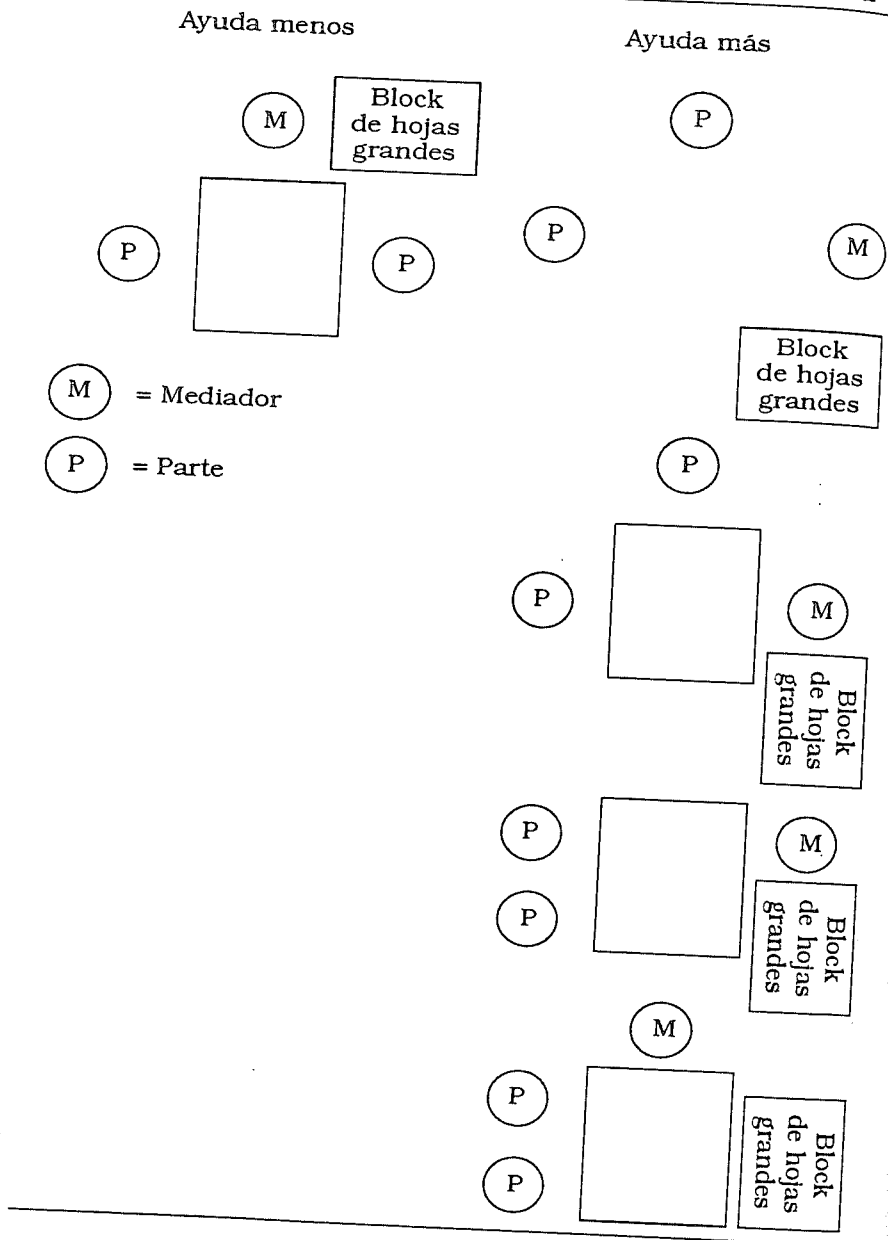 Ayuda menos
Ayuda más
M
Block
de hojas
grandes
P
P
M
= Mediador
P
= Parte
P
P
M
Block
de hojas
grandes
P
P
M
Block
de hojas
grandes
P
P
M
Block
de hojas
grandes
M
P
P
Block
de hojas
grandes